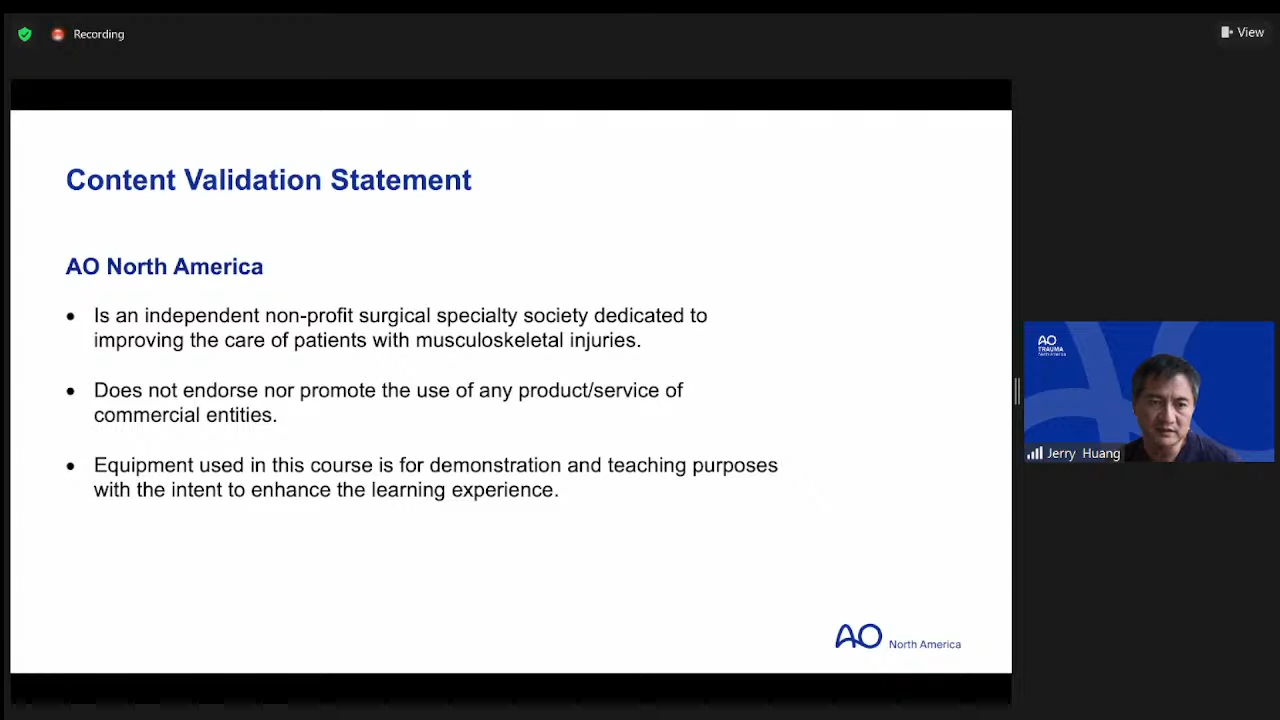 Recording
View
Content Validation Statement
AO North America
• Is an independent non-profit surgical specialty society dedicated to
improving the care of patients with musculoskeletal injuries.
• Does not endorse nor promote the use of any product/service of
commercial entities.
• Equipment used in this course is for demonstration and teaching purposes
with the intent to enhance the learning experience.
AO North America
AO
TRAUMA
North America
Jerry Huang